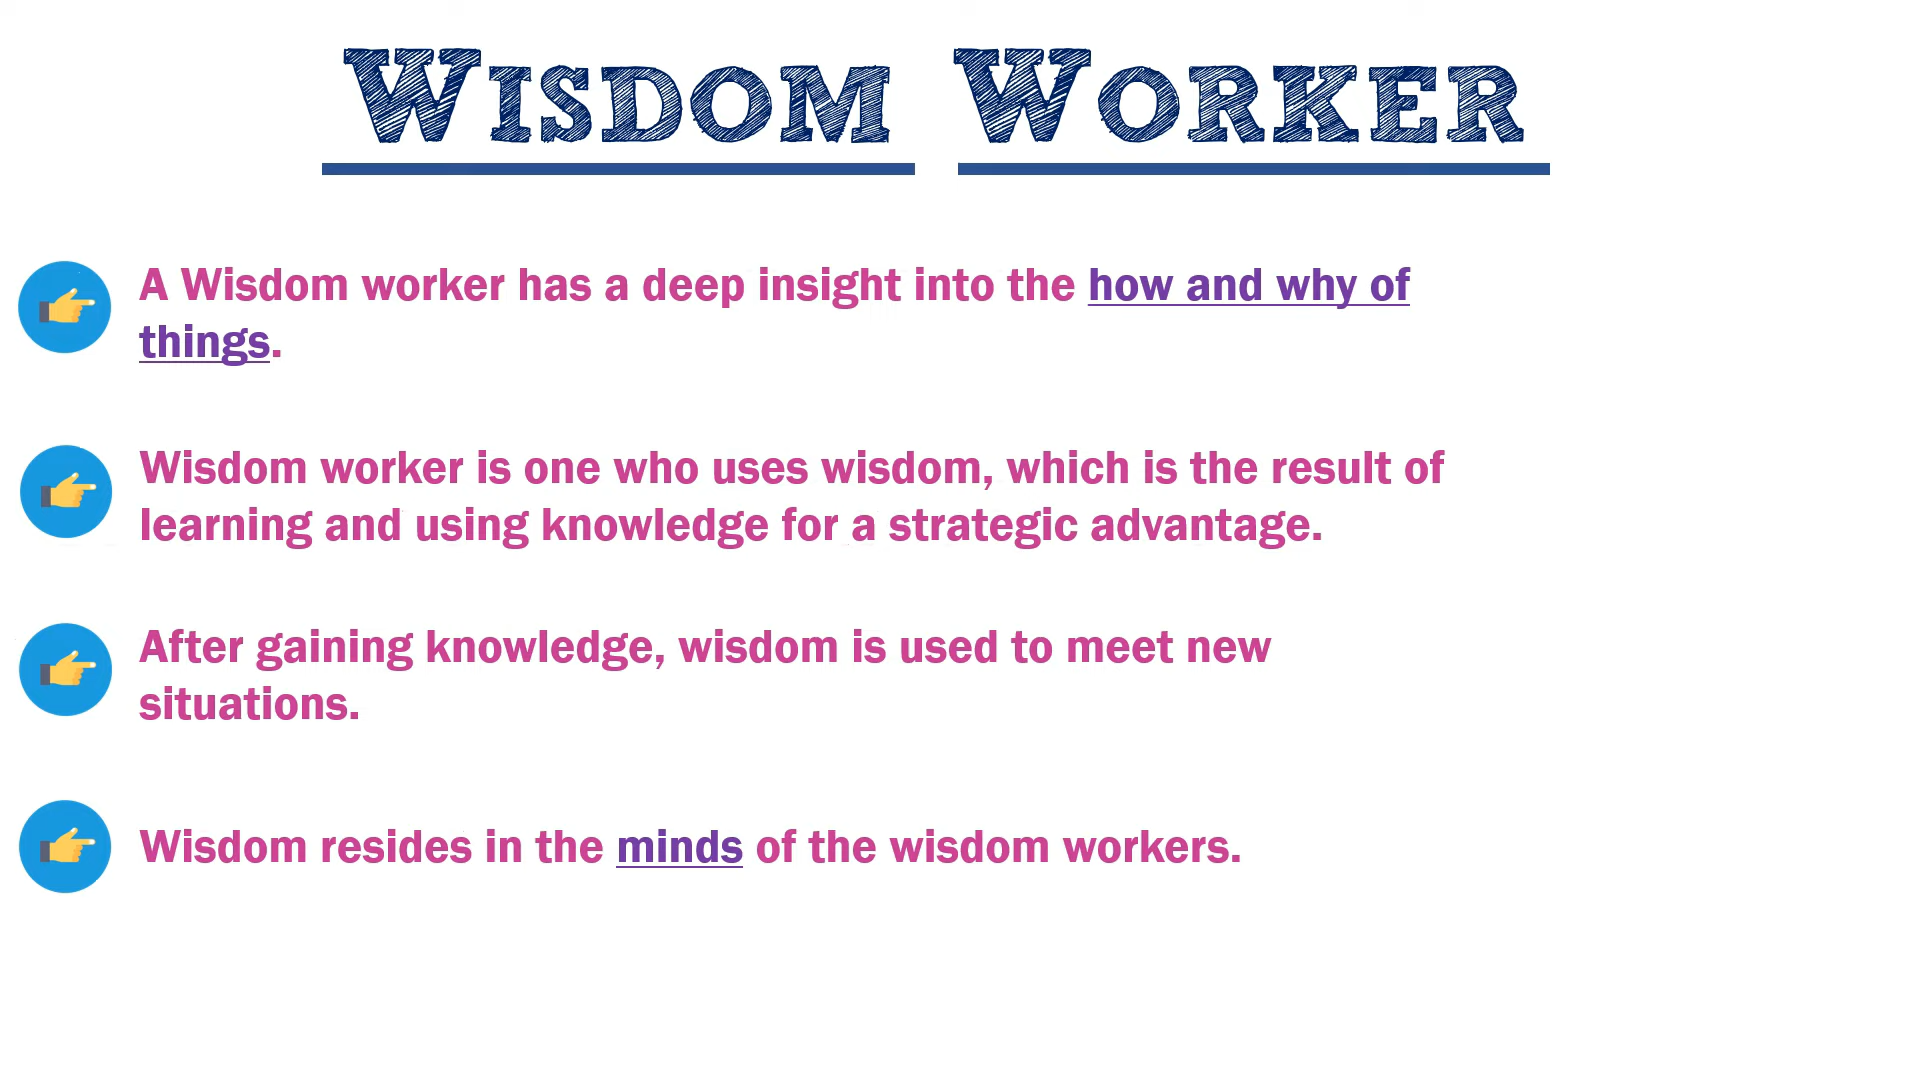 Wisdom Worker
A Wisdom worker has a deep insight into the how and why of
things.
Wisdom worker is one who uses wisdom, which is the result of
learning and using knowledge for a strategic advantage.
After gaining knowledge, wisdom is used to meet new
situations.
Wisdom resides in the minds of the wisdom workers.